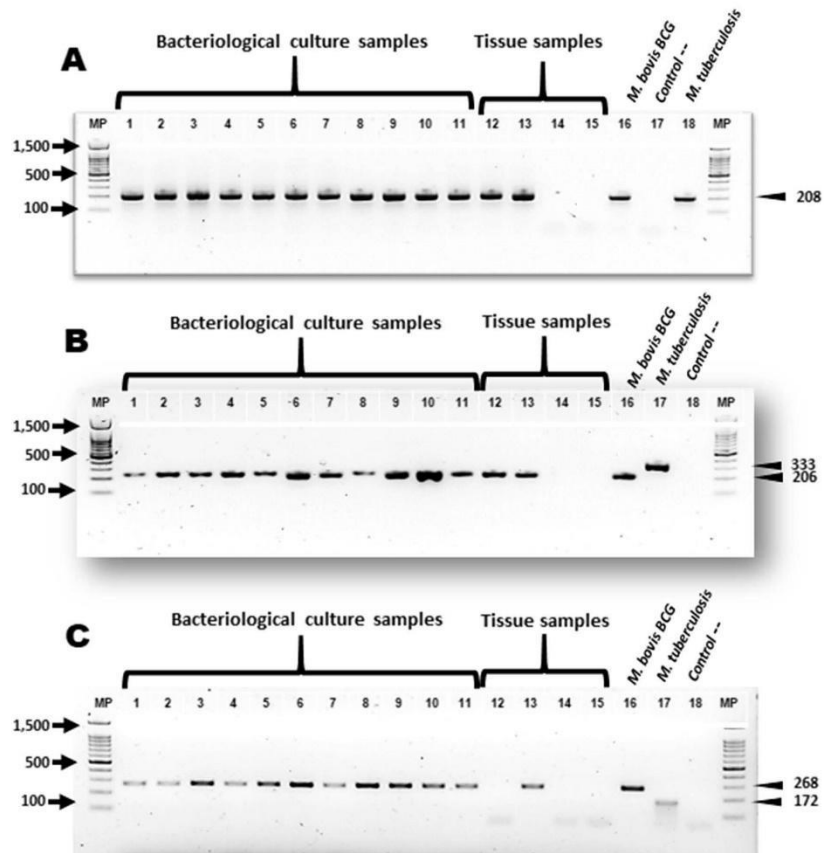 Bacteriological culture samples
Tissue samples
M. bovis BCG
Control --
M. tuberculosis
A
MP 1 2 3 4 5 6 7 8 9 10 11 12 13 14 15 16 17 18 MP
1,500
500
100
208
Bacteriological culture samples
Tissue samples
M. bovis BCG
M. tuberculosis
Control --
B
MP 1 2 3 4 5 6 7 8 9 10 11 12 13 14 15 16 17 18 MP
1,500
500
100
333
206
Bacteriological culture samples
Tissue samples
M. bovis BCG
M. tuberculosis
Control --
C
MP 1 2 3 4 5 6 7 8 9 10 11 12 13 14 15 16 17 18 MP
1,500
500
100
268
172